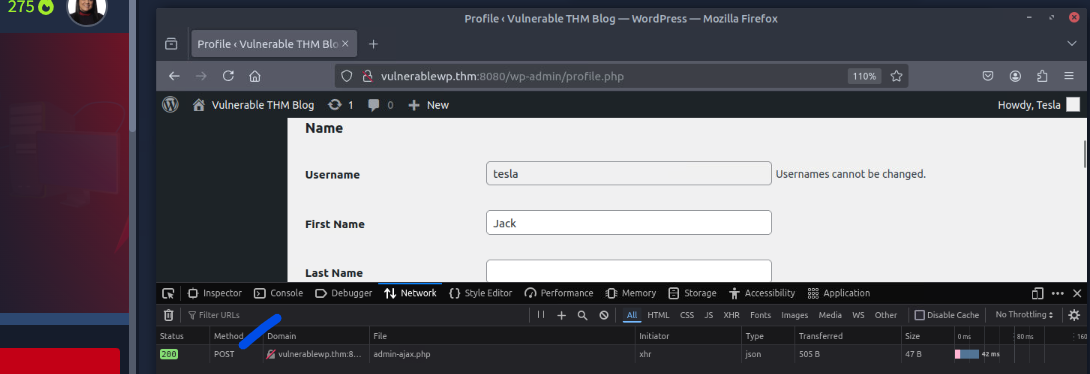 275
Profile ‹ Vulnerable THM Blog — WordPress — Mozilla Firefox
Profile ‹ Vulnerable THM Blo
vulnerablewp.thm:8080/wp-admin/profile.php 110%
Vulnerable THM Blog 1 0 New Howdy, Tesla
Name
Username tesla Usernames cannot be changed.
First Name Jack
Last Name
Inspector Console Debugger Network Style Editor Performance Memory Storage Accessibility Application
Filter URLs All HTML CSS JS XHR Fonts Images Media WS Other Disable Cache No Throttling
Status Method Domain File Initiator Type Transferred Size 0 ms 80 ms 160
200 POST vulnerablewp.thm:8… admin-ajax.php xhr json 505 B 47 B 42 ms